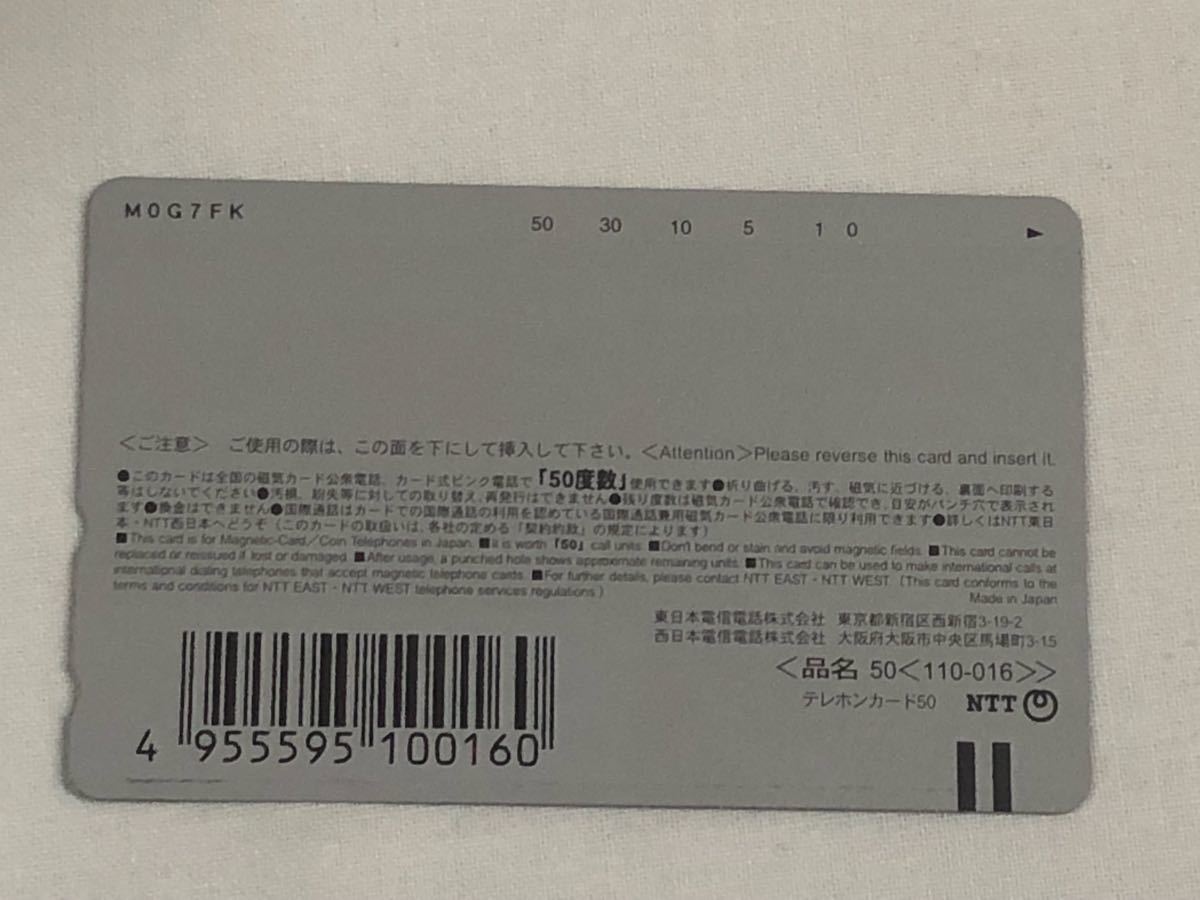 M0G7FK
50 30 10 5 1 0 ►
＜ご注意＞ ご使用の際は、この面を下にして挿入して下さい。＜Attention＞Please reverse this card and insert it.
●このカードは全国の磁気カード公衆電話、カード式ピンク電話で「50度数」使用できます●折り曲げる、汚す、磁気に近づける、裏面へ印刷する
等はしないでください●汚損、紛失等に対しての取り替え、再発行はできません●残り度数は磁気カード公衆電話で確認でき、目安がパンチ穴で表示され
ます●換金はできません●国際通話はカードでの国際通話の利用を認めている国際通話兼用磁気カード公衆電話に限り利用できます●詳しくはNTT東日
本・NTT西日本へどうぞ（このカードの取扱いは、各社の定める「契約約款」の規定によります）
■This card is for Magnetic-Card/Coin Telephones in Japan. ■It is worth「50」call units. ■Don't bend or stain and avoid magnetic fields. ■This card cannot be
replaced or reissued if lost or damaged. ■After usage, a punched hole shows approximate remaining units. ■This card can be used to make international calls at
international dialing telephones that accept magnetic telephone cards. ■For further details, please contact NTT EAST・NTT WEST. (This card conforms to the
terms and conditions for NTT EAST・NTT WEST telephone services regulations.)
Made in Japan
東日本電信電話株式会社 東京都新宿区西新宿3-19-2
西日本電信電話株式会社 大阪府大阪市中央区馬場町3-15
＜品名 50＜110-016＞＞
テレホンカード50 NTT
4 955595 100160